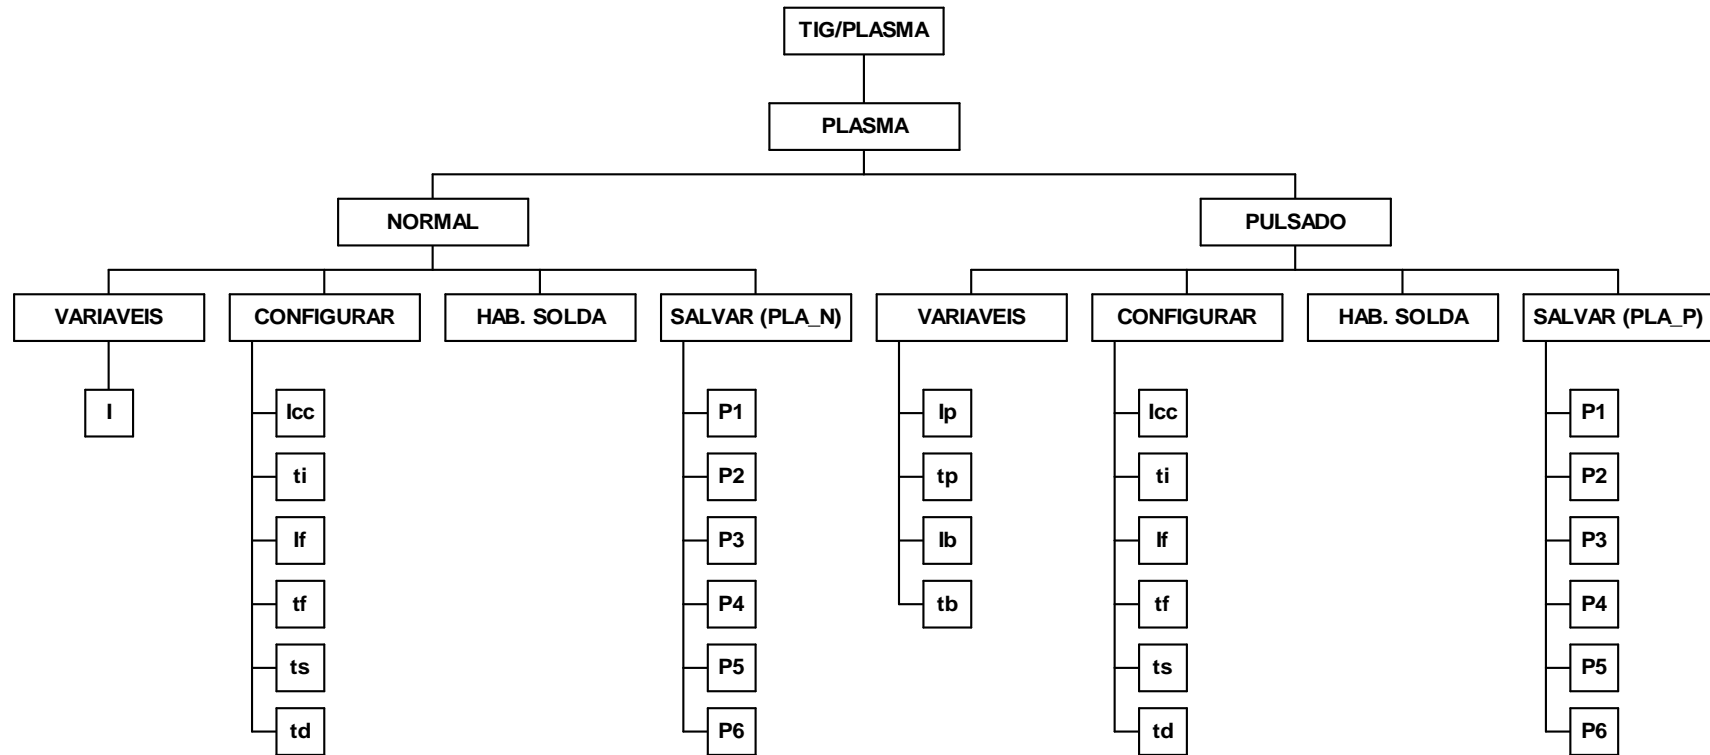 TIG/PLASMA
PLASMA
NORMAL
PULSADO
VARIAVEIS
CONFIGURAR
HAB. SOLDA
SALVAR (PLA_N)
VARIAVEIS
CONFIGURAR
HAB. SOLDA
SALVAR (PLA_P)
I
Icc
P1
Ip
Icc
P1
ti
P2
tp
ti
P2
If
P3
Ib
If
P3
tf
P4
tb
tf
P4
ts
P5
ts
P5
td
P6
td
P6